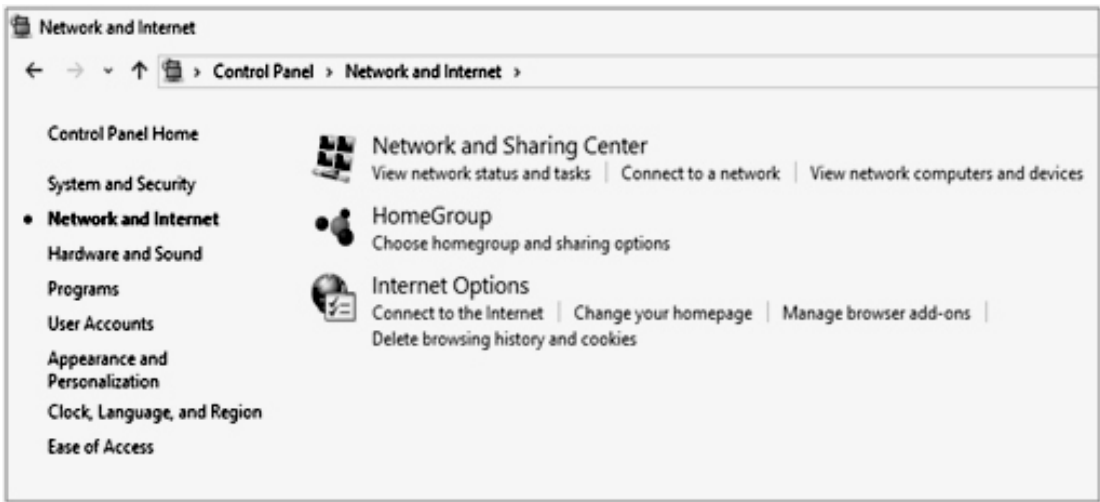 Network and Internet
← → ↑ > Control Panel > Network and Internet >
Control Panel Home
System and Security
• Network and Internet
Hardware and Sound
Programs
User Accounts
Appearance and
Personalization
Clock, Language, and Region
Ease of Access
Network and Sharing Center
View network status and tasks | Connect to a network | View network computers and devices
HomeGroup
Choose homegroup and sharing options
Internet Options
Connect to the Internet | Change your homepage | Manage browser add-ons |
Delete browsing history and cookies